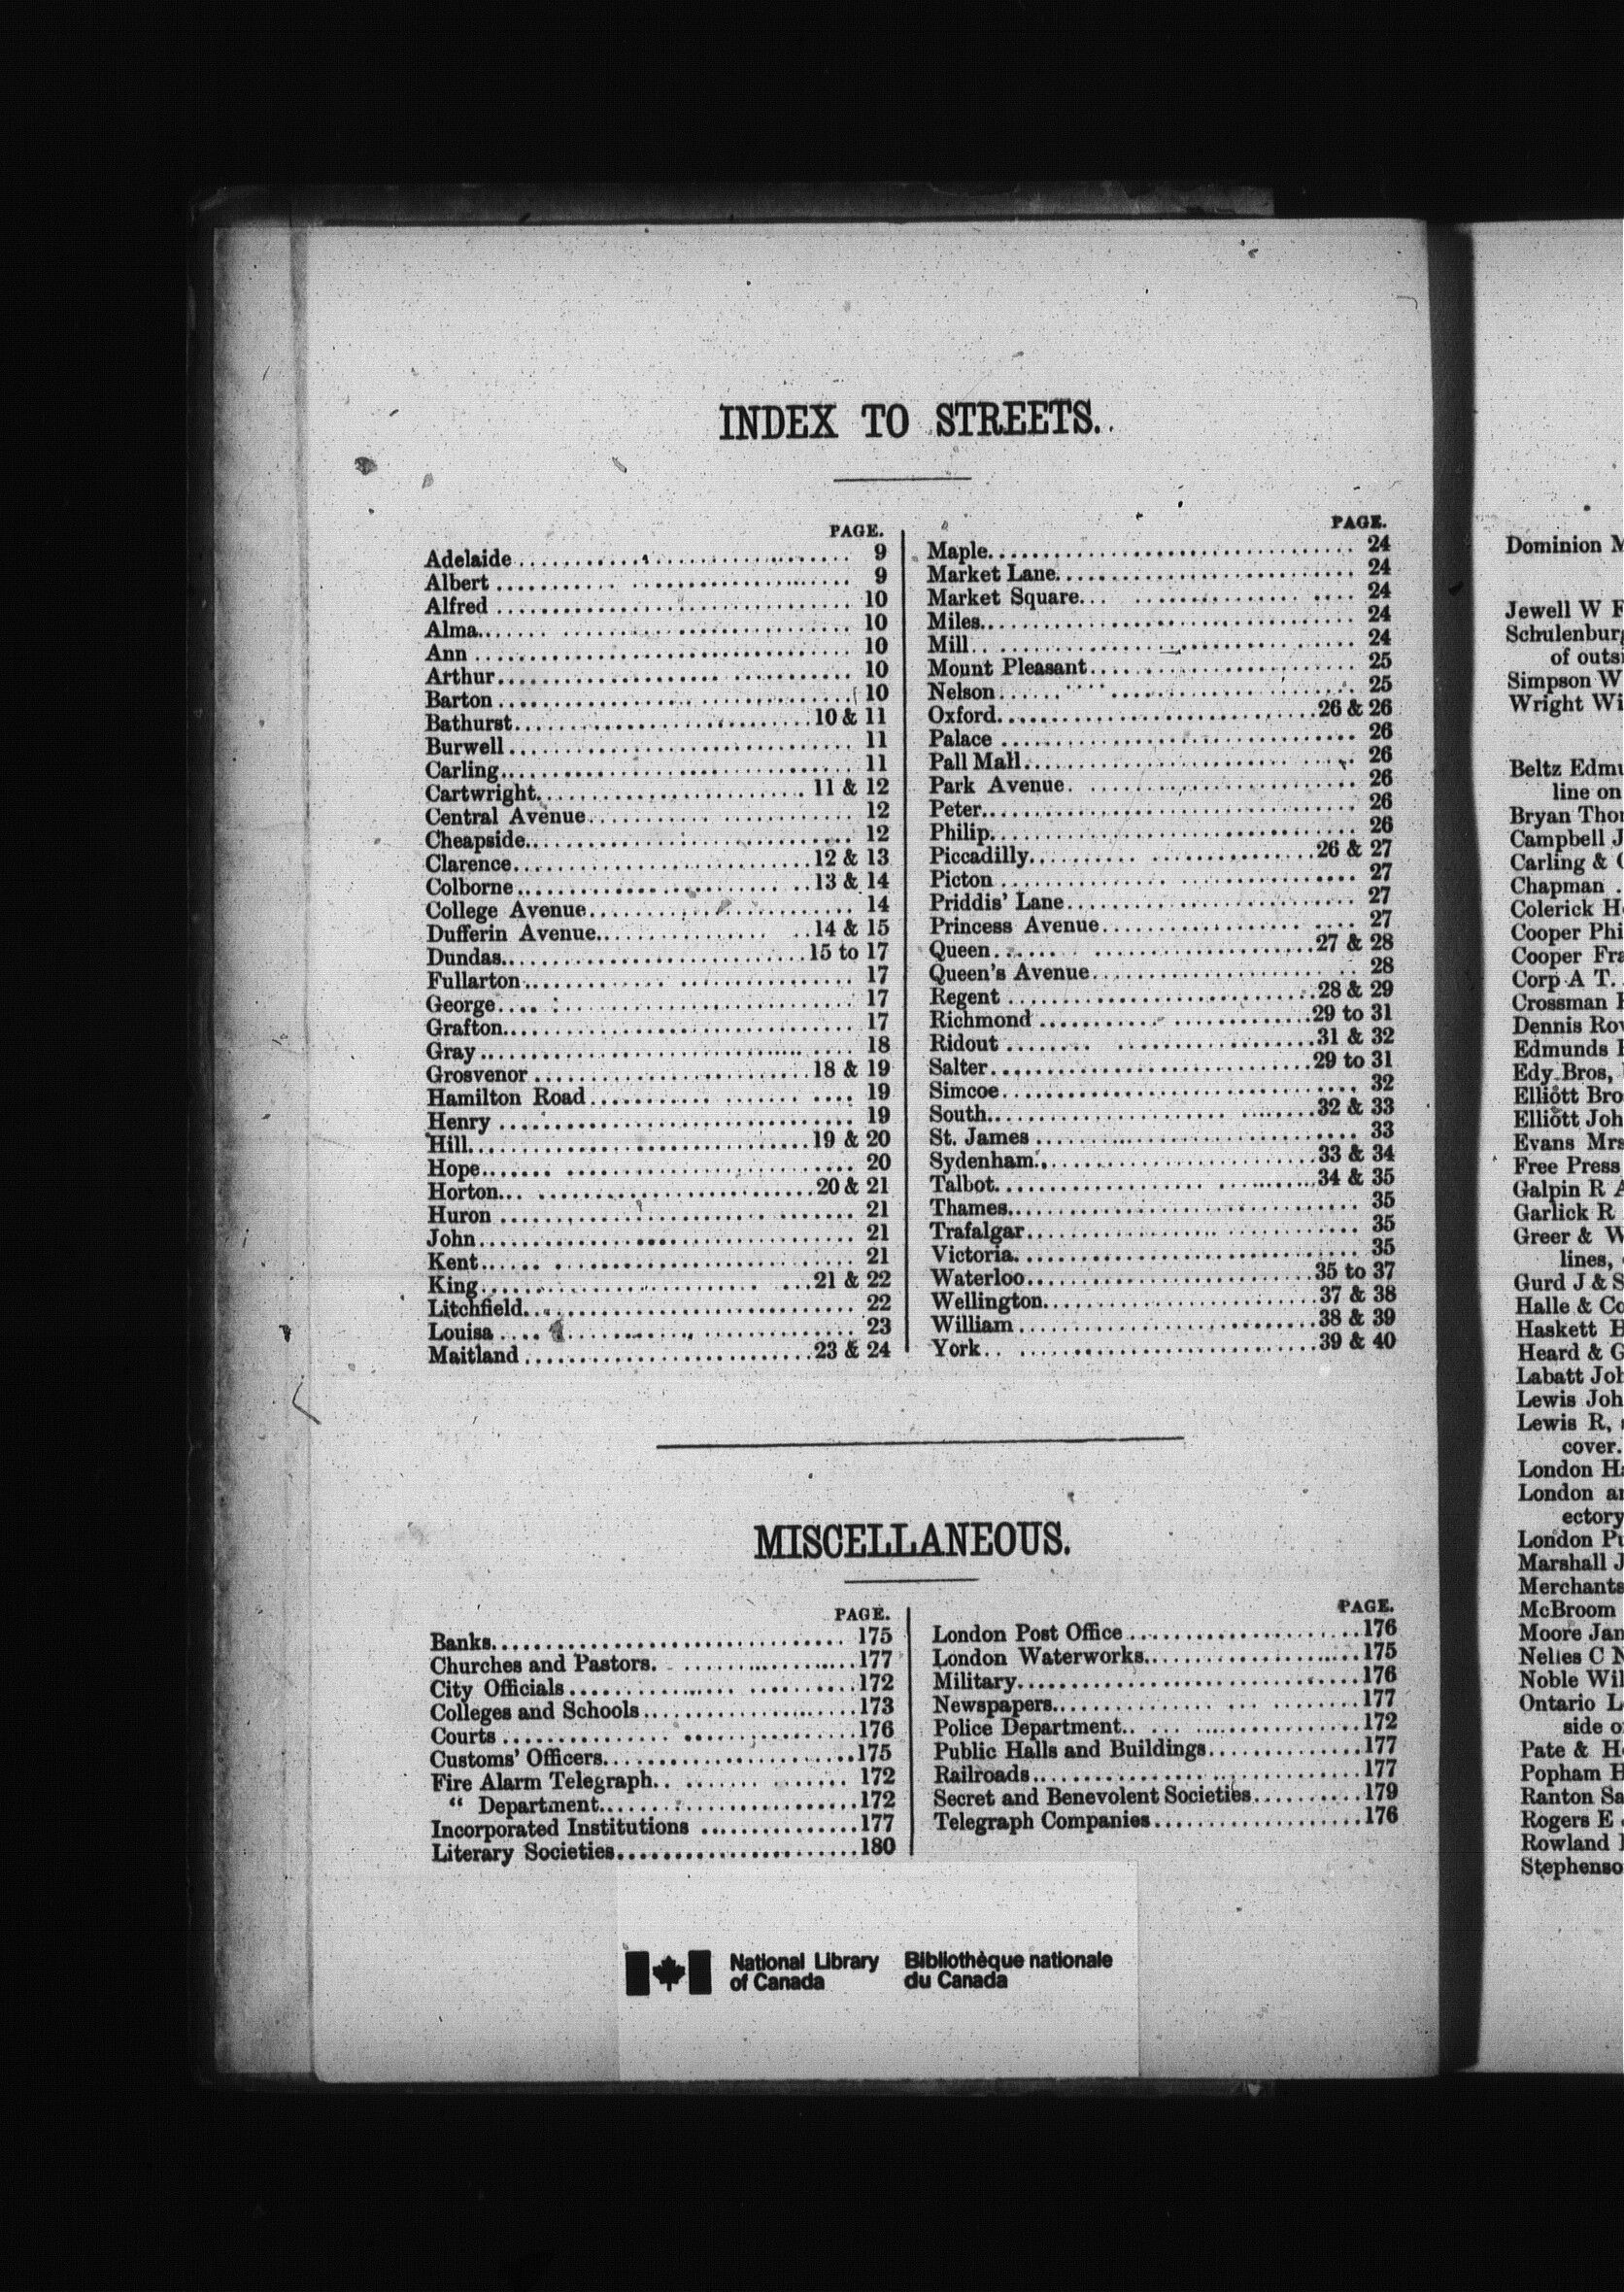 INDEX TO STREETS.
PAGE.
Adelaide 9
Albert 9
Alfred 10
Alma 10
Ann 10
Arthur 10
Barton 10
Bathurst 10 & 11
Burwell 11
Carling 11
Cartwright 11 & 12
Central Avenue 12
Cheapside 12
Clarence 12 & 13
Colborne 13 & 14
College Avenue 14
Dufferin Avenue 14 & 15
Dundas 15 to 17
Fullarton 17
George 17
Grafton 17
Gray 18
Grosvenor 18 & 19
Hamilton Road 19
Henry 19
Hill 19 & 20
Hope 20
Horton 20 & 21
Huron 21
John 21
Kent 21
King 21 & 22
Litchfield 22
Louisa 23
Maitland 23 & 24
PAGE.
Maple 24
Market Lane 24
Market Square 24
Miles 24
Mill 24
Mount Pleasant 25
Nelson 25
Oxford 26 & 26
Palace 26
Pall Mall 26
Park Avenue 26
Peter 26
Philip 26
Piccadilly 26 & 27
Picton 27
Priddis' Lane 27
Princess Avenue 27
Queen 27 & 28
Queen's Avenue 28
Regent 28 & 29
Richmond 29 to 31
Ridout 31 & 32
Salter 29 to 31
Simcoe 32
South 32 & 33
St. James 33
Sydenham 33 & 34
Talbot 34 & 35
Thames 35
Trafalgar 35
Victoria 35
Waterloo 35 to 37
Wellington 37 & 38
William 38 & 39
York 39 & 40
MISCELLANEOUS.
PAGE.
Banks 175
Churches and Pastors 177
City Officials 172
Colleges and Schools 173
Courts 176
Customs' Officers 175
Fire Alarm Telegraph 172
" Department 172
Incorporated Institutions 177
Literary Societies 180
PAGE.
London Post Office 176
London Waterworks 175
Military 176
Newspapers 177
Police Department 172
Public Halls and Buildings 177
Railroads 177
Secret and Benevolent Societies 179
Telegraph Companies 176
National Library
of Canada
Bibliothèque nationale
du Canada
Dominion
Jewell W
of
Simpson W
Wright
Beltz
line on
Bryan
Campbell
Carling &
Chapman
Colerick
Cooper
Cooper
Corp A T.
Crossman
Dennis
Edmunds
Edy Bros,
Elliott
Elliott
Evans
Free Press
Galpin R
Garlick R
Greer &
lines,
Gurd J &
Halle &
Haskett
Heard &
Labatt
Lewis
Lewis R,
cover.
London
London
London
Marshall
Merchants
McBroom
Moore
Nelles C
Noble
Ontario
side
Pate &
Popham
Ranton
Rogers E
Rowland